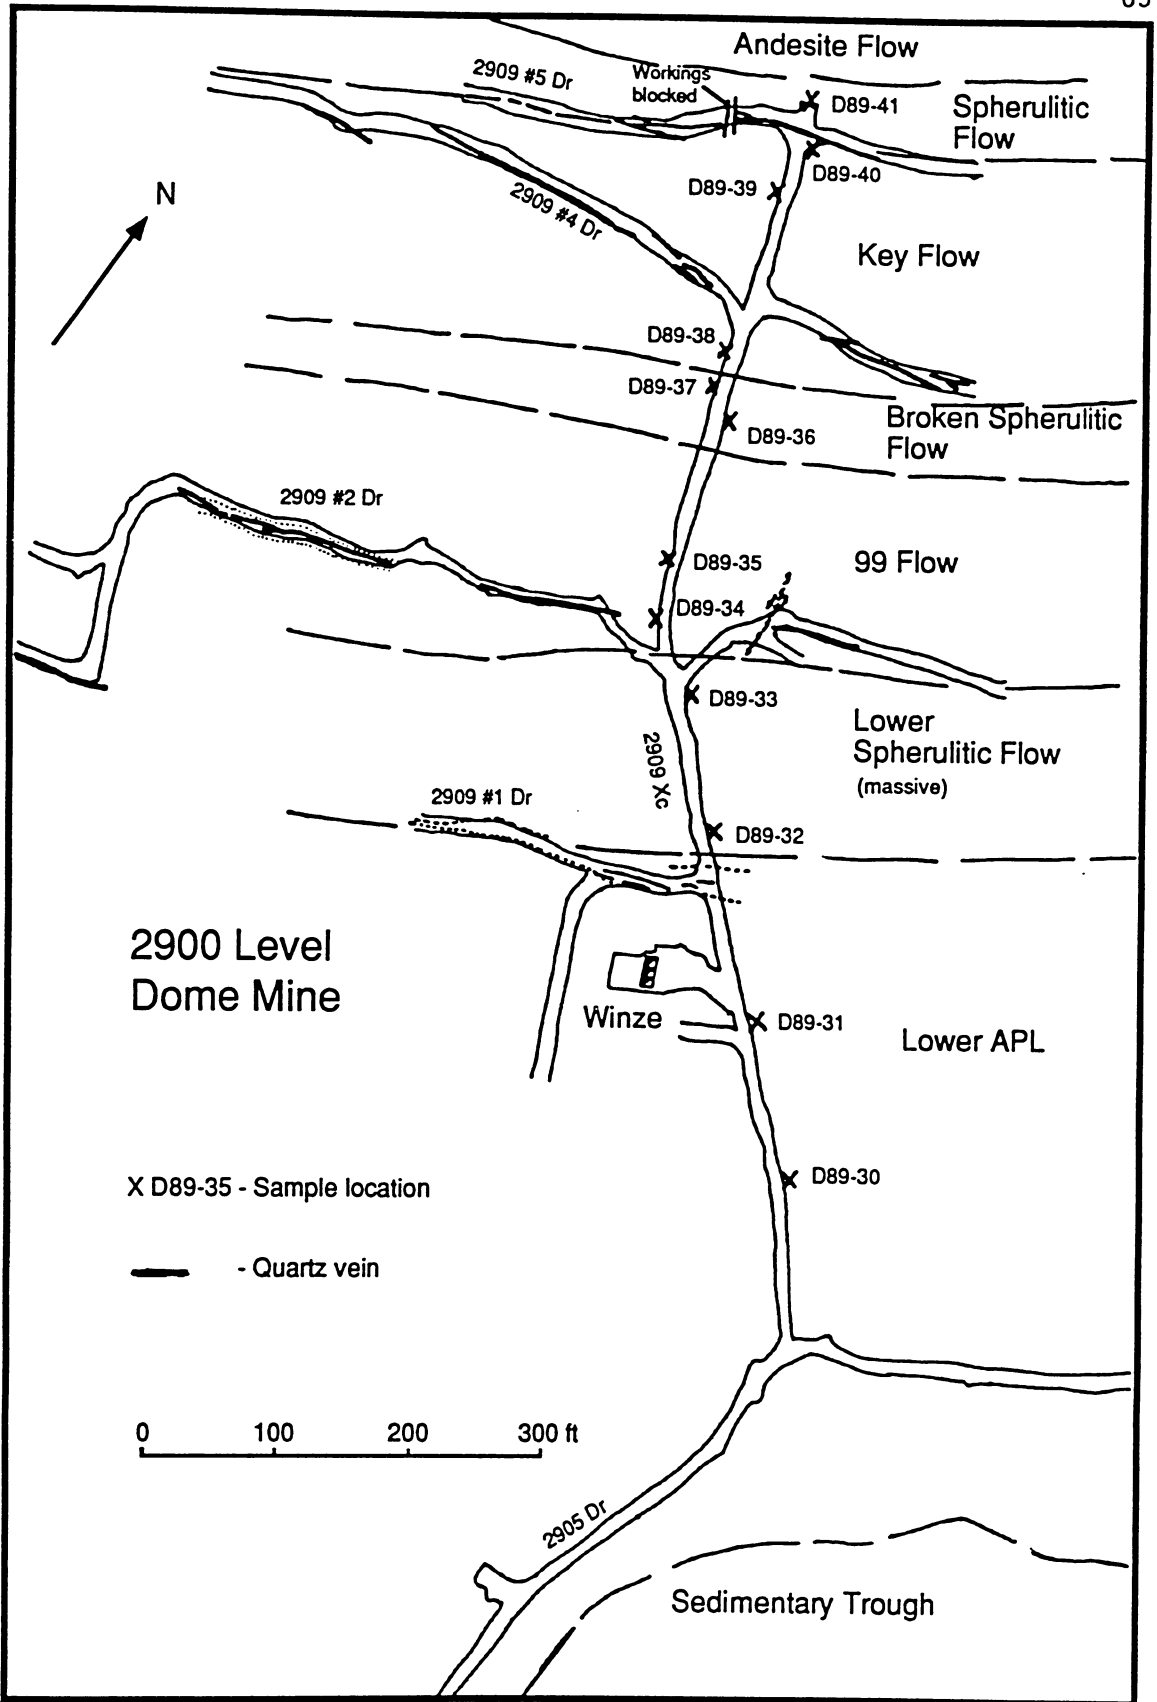 Andesite Flow
2909 #5 Dr
Workings
blocked
D89-41
Spherulitic
Flow
D89-40
D89-39
N
2909 #4 Dr
Key Flow
D89-38
D89-37
Broken Spherulitic
Flow
D89-36
2909 #2 Dr
D89-35
99 Flow
D89-34
D89-33
Lower
Spherulitic Flow
(massive)
2909 Xc
2909 #1 Dr
D89-32
2900 Level
Dome Mine
Winze
D89-31
Lower APL
D89-30
X D89-35 - Sample location
- Quartz vein
0 100 200 300 ft
2905 Dr
Sedimentary Trough